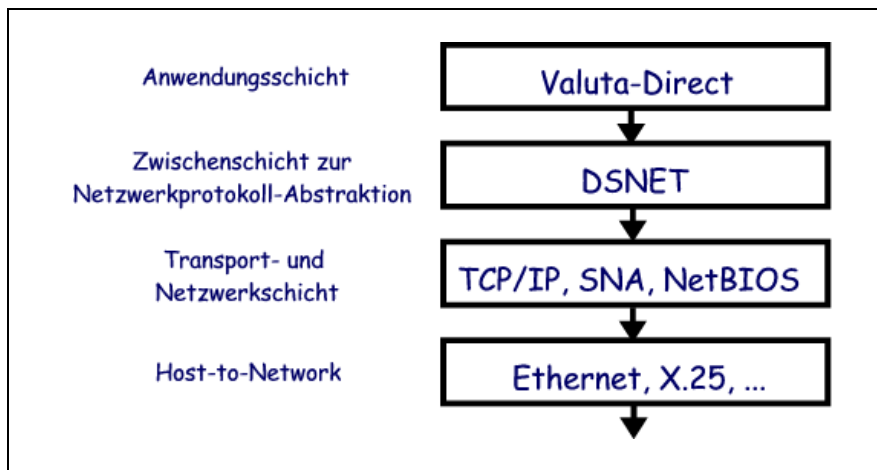 Anwendungsschicht
Valuta-Direct
Zwischenschicht zur
Netzwerkprotokoll-Abstraktion
DSNET
Transport- und
Netzwerkschicht
TCP/IP, SNA, NetBIOS
Host-to-Network
Ethernet, X.25, ...